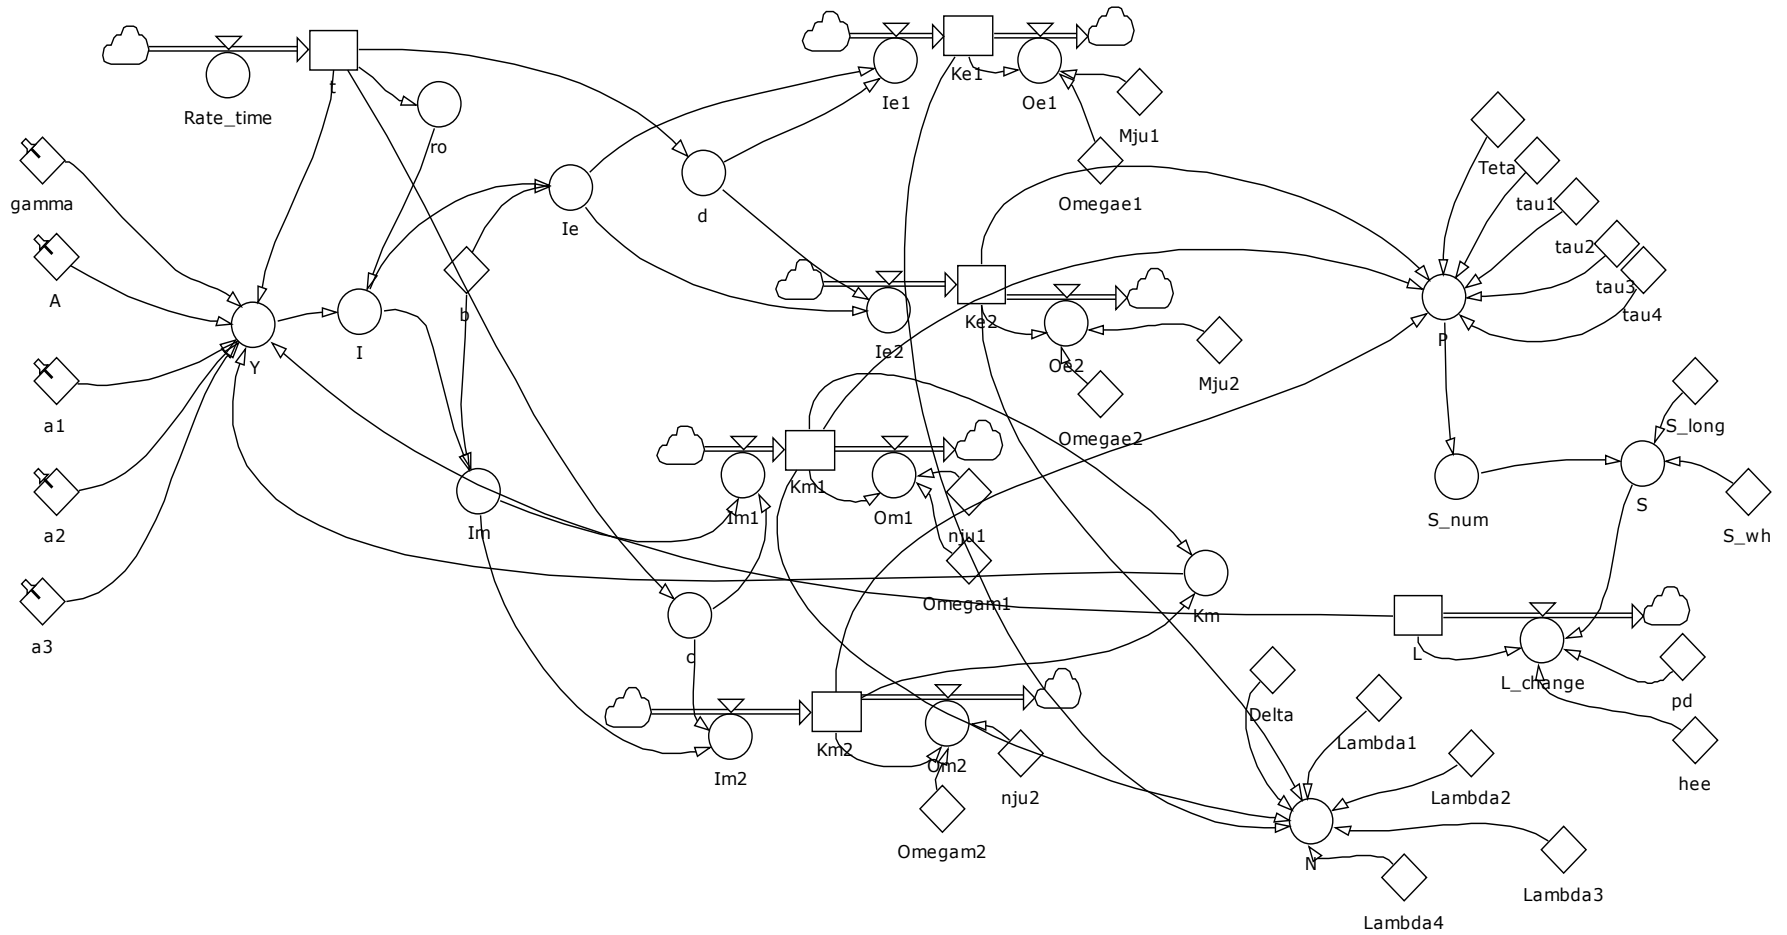 Ke1
Ie1
Oe1
t
Rate_time
Mju1
ro
Teta
gamma
tau1
Omegae1
d
Ie
tau2
A
tau3
b
tau4
Ke2
P
I
Ie2
Y
Oe2
Mju2
a1
S_long
Omegae2
Km1
S
Im1
Om1
S_num
Im
nju1
a2
S_wh
Omegam1
Km
a3
L
c
L_change
pd
Delta
Lambda1
Km2
Om2
Im2
hee
nju2
Lambda2
Omegam2
N
Lambda3
Lambda4